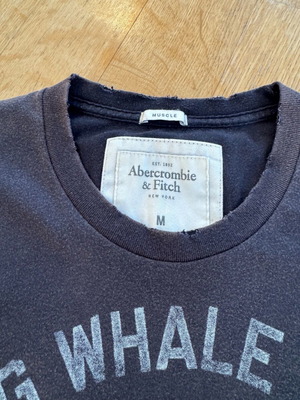 MUSCLE
EST. 1892
Abercrombie
& Fitch
NEW YORK
M
G WHALE